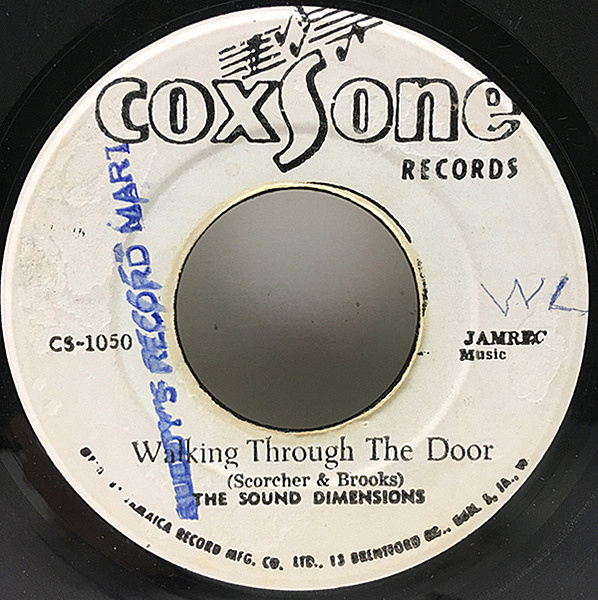 Coxsone
RECORDS
RUDY'S RECORD MART
WL
CS-1050
JAMREC
Music
Walking Through The Door
(Scorcher & Brooks)
THE SOUND DIMENSIONS
JAMAICA RECORD MFG. CO. LTD., 13 BRENTFORD RD.,